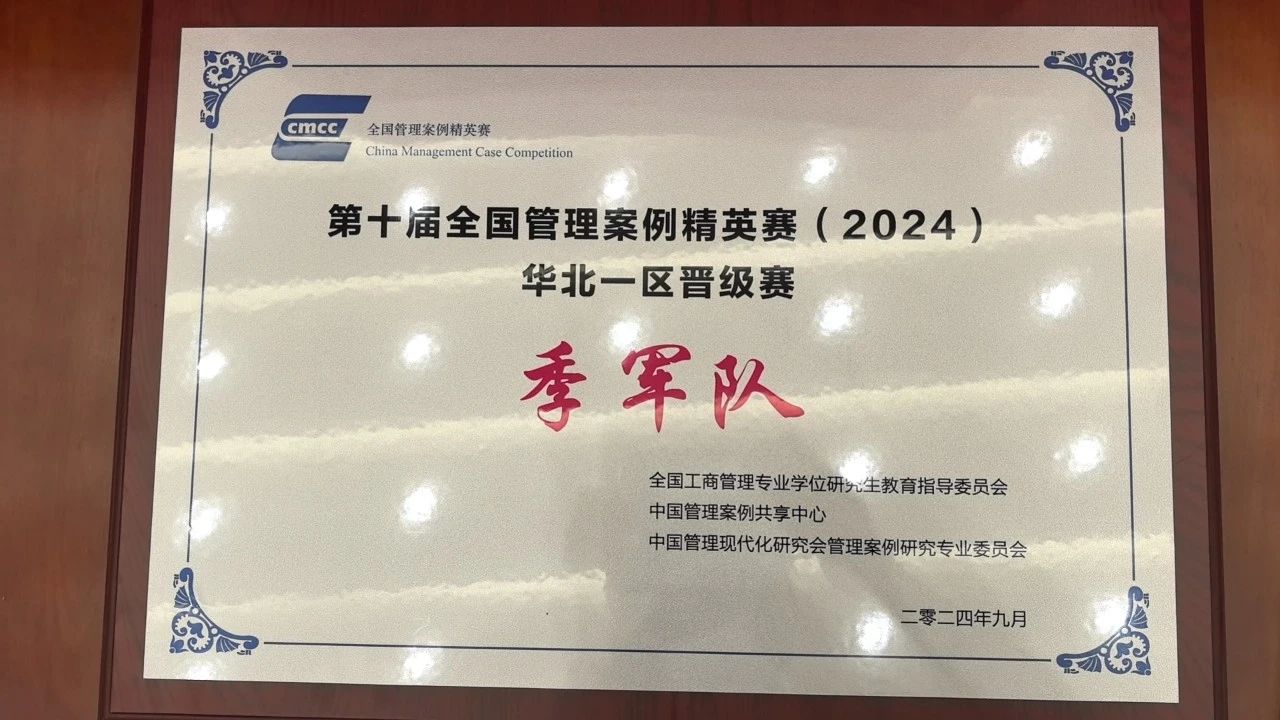 cmcc
全国管理案例精英赛
China Management Case Competition
第十届全国管理案例精英赛（2024）
华北一区晋级赛
季军队
全国工商管理专业学位研究生教育指导委员会
中国管理案例共享中心
中国管理现代化研究会管理案例研究专业委员会
二零二四年九月